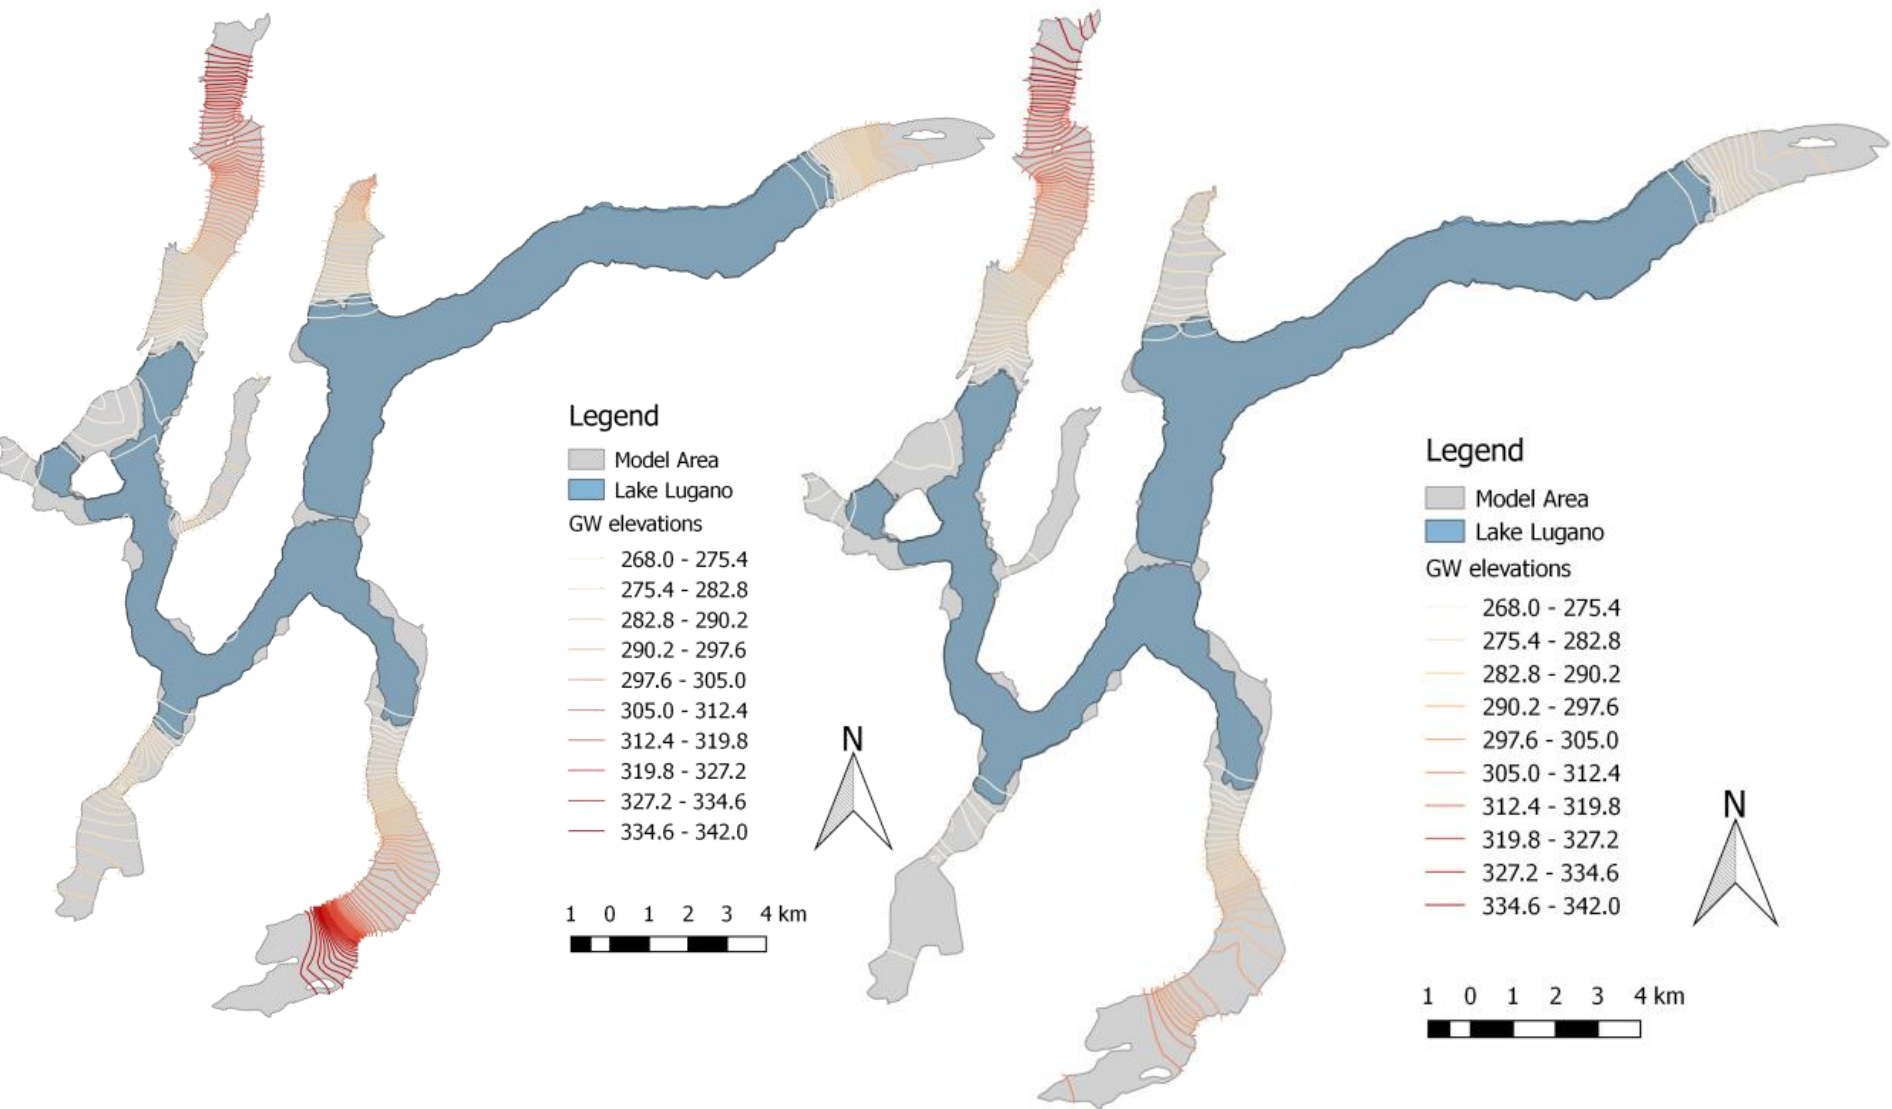 Legend
Model Area
Lake Lugano
GW elevations
268.0 - 275.4
275.4 - 282.8
282.8 - 290.2
290.2 - 297.6
297.6 - 305.0
305.0 - 312.4
312.4 - 319.8
319.8 - 327.2
327.2 - 334.6
334.6 - 342.0
N
1 0 1 2 3 4 km
Legend
Model Area
Lake Lugano
GW elevations
268.0 - 275.4
275.4 - 282.8
282.8 - 290.2
290.2 - 297.6
297.6 - 305.0
305.0 - 312.4
312.4 - 319.8
319.8 - 327.2
327.2 - 334.6
334.6 - 342.0
N
1 0 1 2 3 4 km